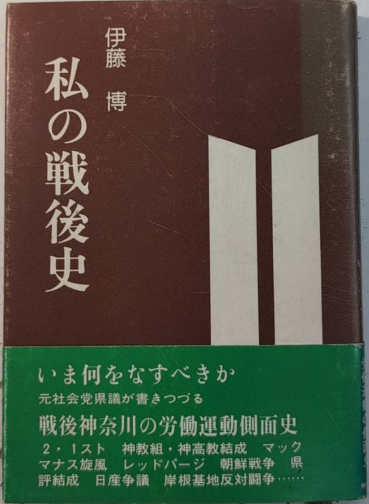 伊藤 博
私の戦後史
いま何をなすべきか
元社会党県議が書きつづる
戦後神奈川の労働運動側面史
2・1スト 神教組・神高教結成 マック
マナス旋風 レッドパージ 朝鮮戦争 県
評結成 日産争議 岸根基地反対闘争……